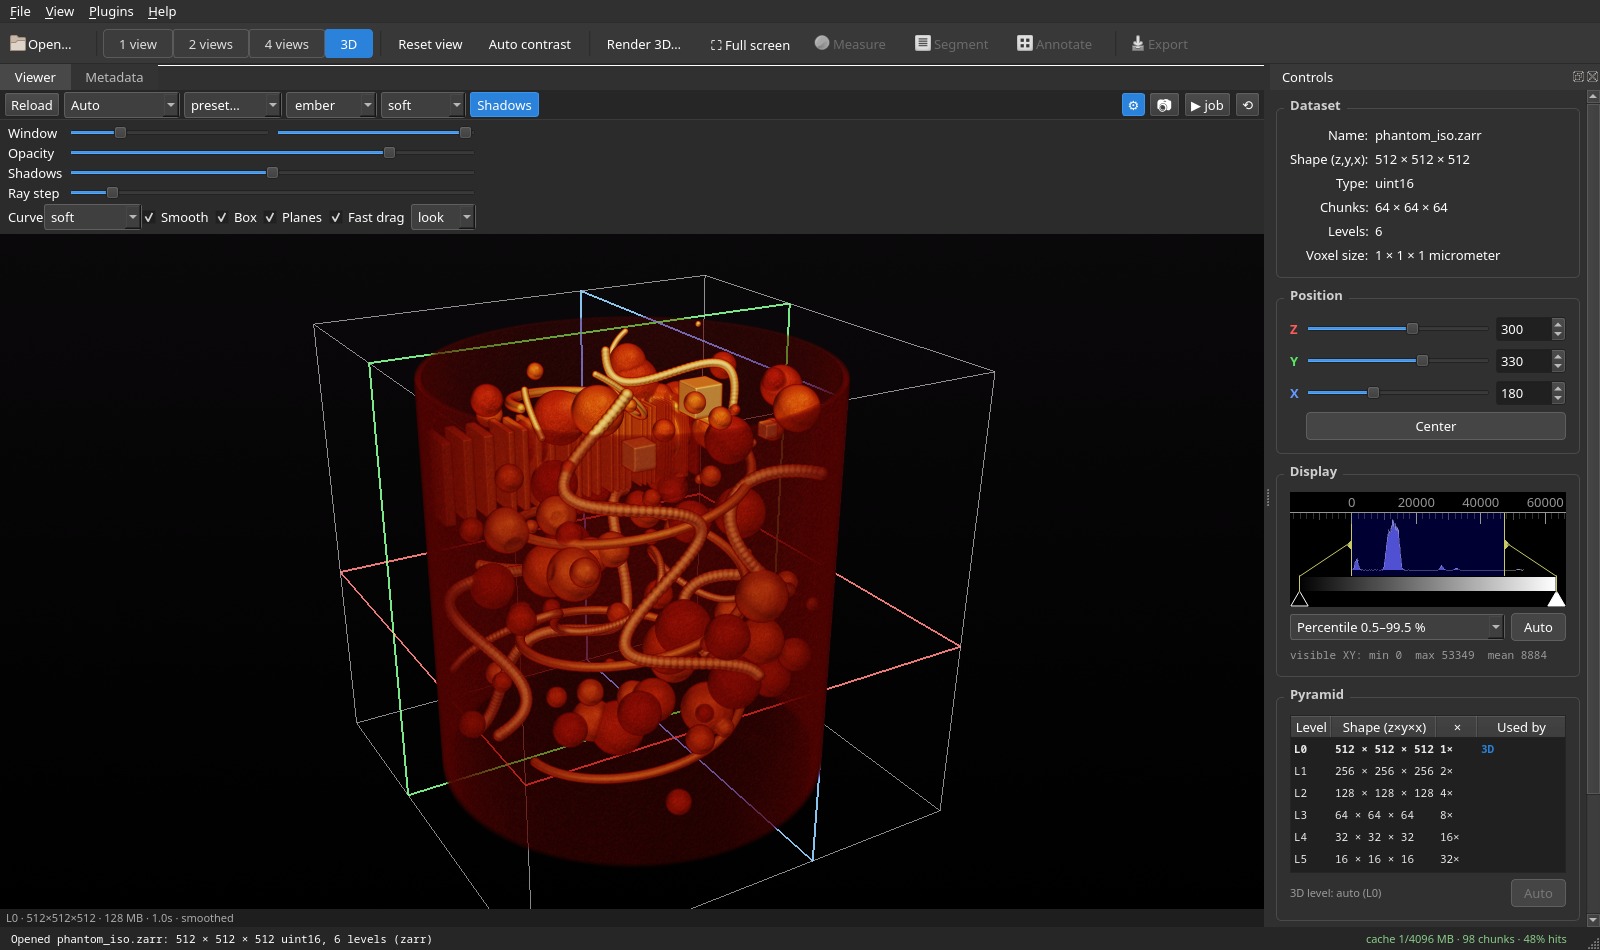 File View Plugins Help
Open... 1 view 2 views 4 views 3D Reset view Auto contrast Render 3D... Full screen Measure Segment Annotate Export
Viewer Metadata
Reload Auto preset... ember soft Shadows job
Window
Opacity
Shadows
Ray step
Curve soft Smooth Box Planes Fast drag look
L0 · 512×512×512 · 128 MB · 1.0s · smoothed
Opened phantom_iso.zarr: 512 × 512 × 512 uint16, 6 levels (zarr)
Controls
Dataset
Name: phantom_iso.zarr
Shape (z,y,x): 512 × 512 × 512
Type: uint16
Chunks: 64 × 64 × 64
Levels: 6
Voxel size: 1 × 1 × 1 micrometer
Position
Z 300
Y 330
X 180
Center
Display
0 20000 40000 60000
Percentile 0.5–99.5 % Auto
visible XY: min 0 max 53349 mean 8884
Pyramid
Level Shape (z×y×x) × Used by
L0 512 × 512 × 512 1× 3D
L1 256 × 256 × 256 2×
L2 128 × 128 × 128 4×
L3 64 × 64 × 64 8×
L4 32 × 32 × 32 16×
L5 16 × 16 × 16 32×
3D level: auto (L0) Auto
cache 1/4096 MB · 98 chunks · 48% hits